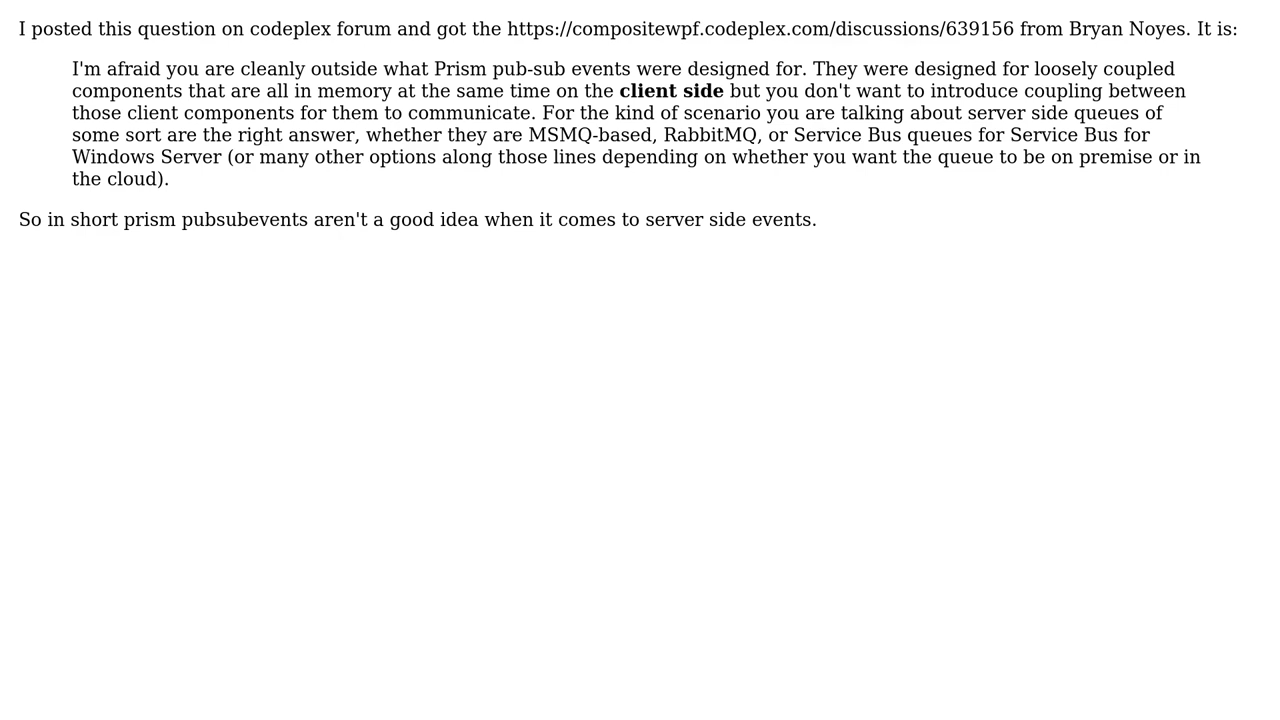 I posted this question on codeplex forum and got the https://compositewpf.codeplex.com/discussions/639156 from Bryan Noyes. It is:
I'm afraid you are cleanly outside what Prism pub-sub events were designed for. They were designed for loosely coupled
components that are all in memory at the same time on the client side but you don't want to introduce coupling between
those client components for them to communicate. For the kind of scenario you are talking about server side queues of
some sort are the right answer, whether they are MSMQ-based, RabbitMQ, or Service Bus queues for Service Bus for
Windows Server (or many other options along those lines depending on whether you want the queue to be on premise or in
the cloud).
So in short prism pubsubevents aren't a good idea when it comes to server side events.